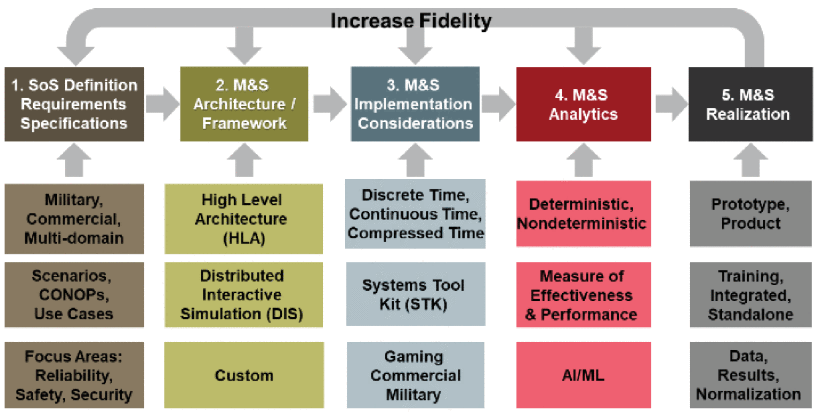 Increase Fidelity
1. SoS Definition
Requirements
Specifications
2. M&S
Architecture /
Framework
3. M&S
Implementation
Considerations
4. M&S
Analytics
5. M&S
Realization
Military,
Commercial,
Multi-domain
High Level
Architecture
(HLA)
Discrete Time,
Continuous Time,
Compressed Time
Deterministic,
Nondeterministic
Prototype,
Product
Scenarios,
CONOPs,
Use Cases
Distributed
Interactive
Simulation (DIS)
Systems Tool
Kit (STK)
Measure of
Effectiveness
& Performance
Training,
Integrated,
Standalone
Focus Areas:
Reliability,
Safety, Security
Custom
Gaming
Commercial
Military
AI/ML
Data,
Results,
Normalization